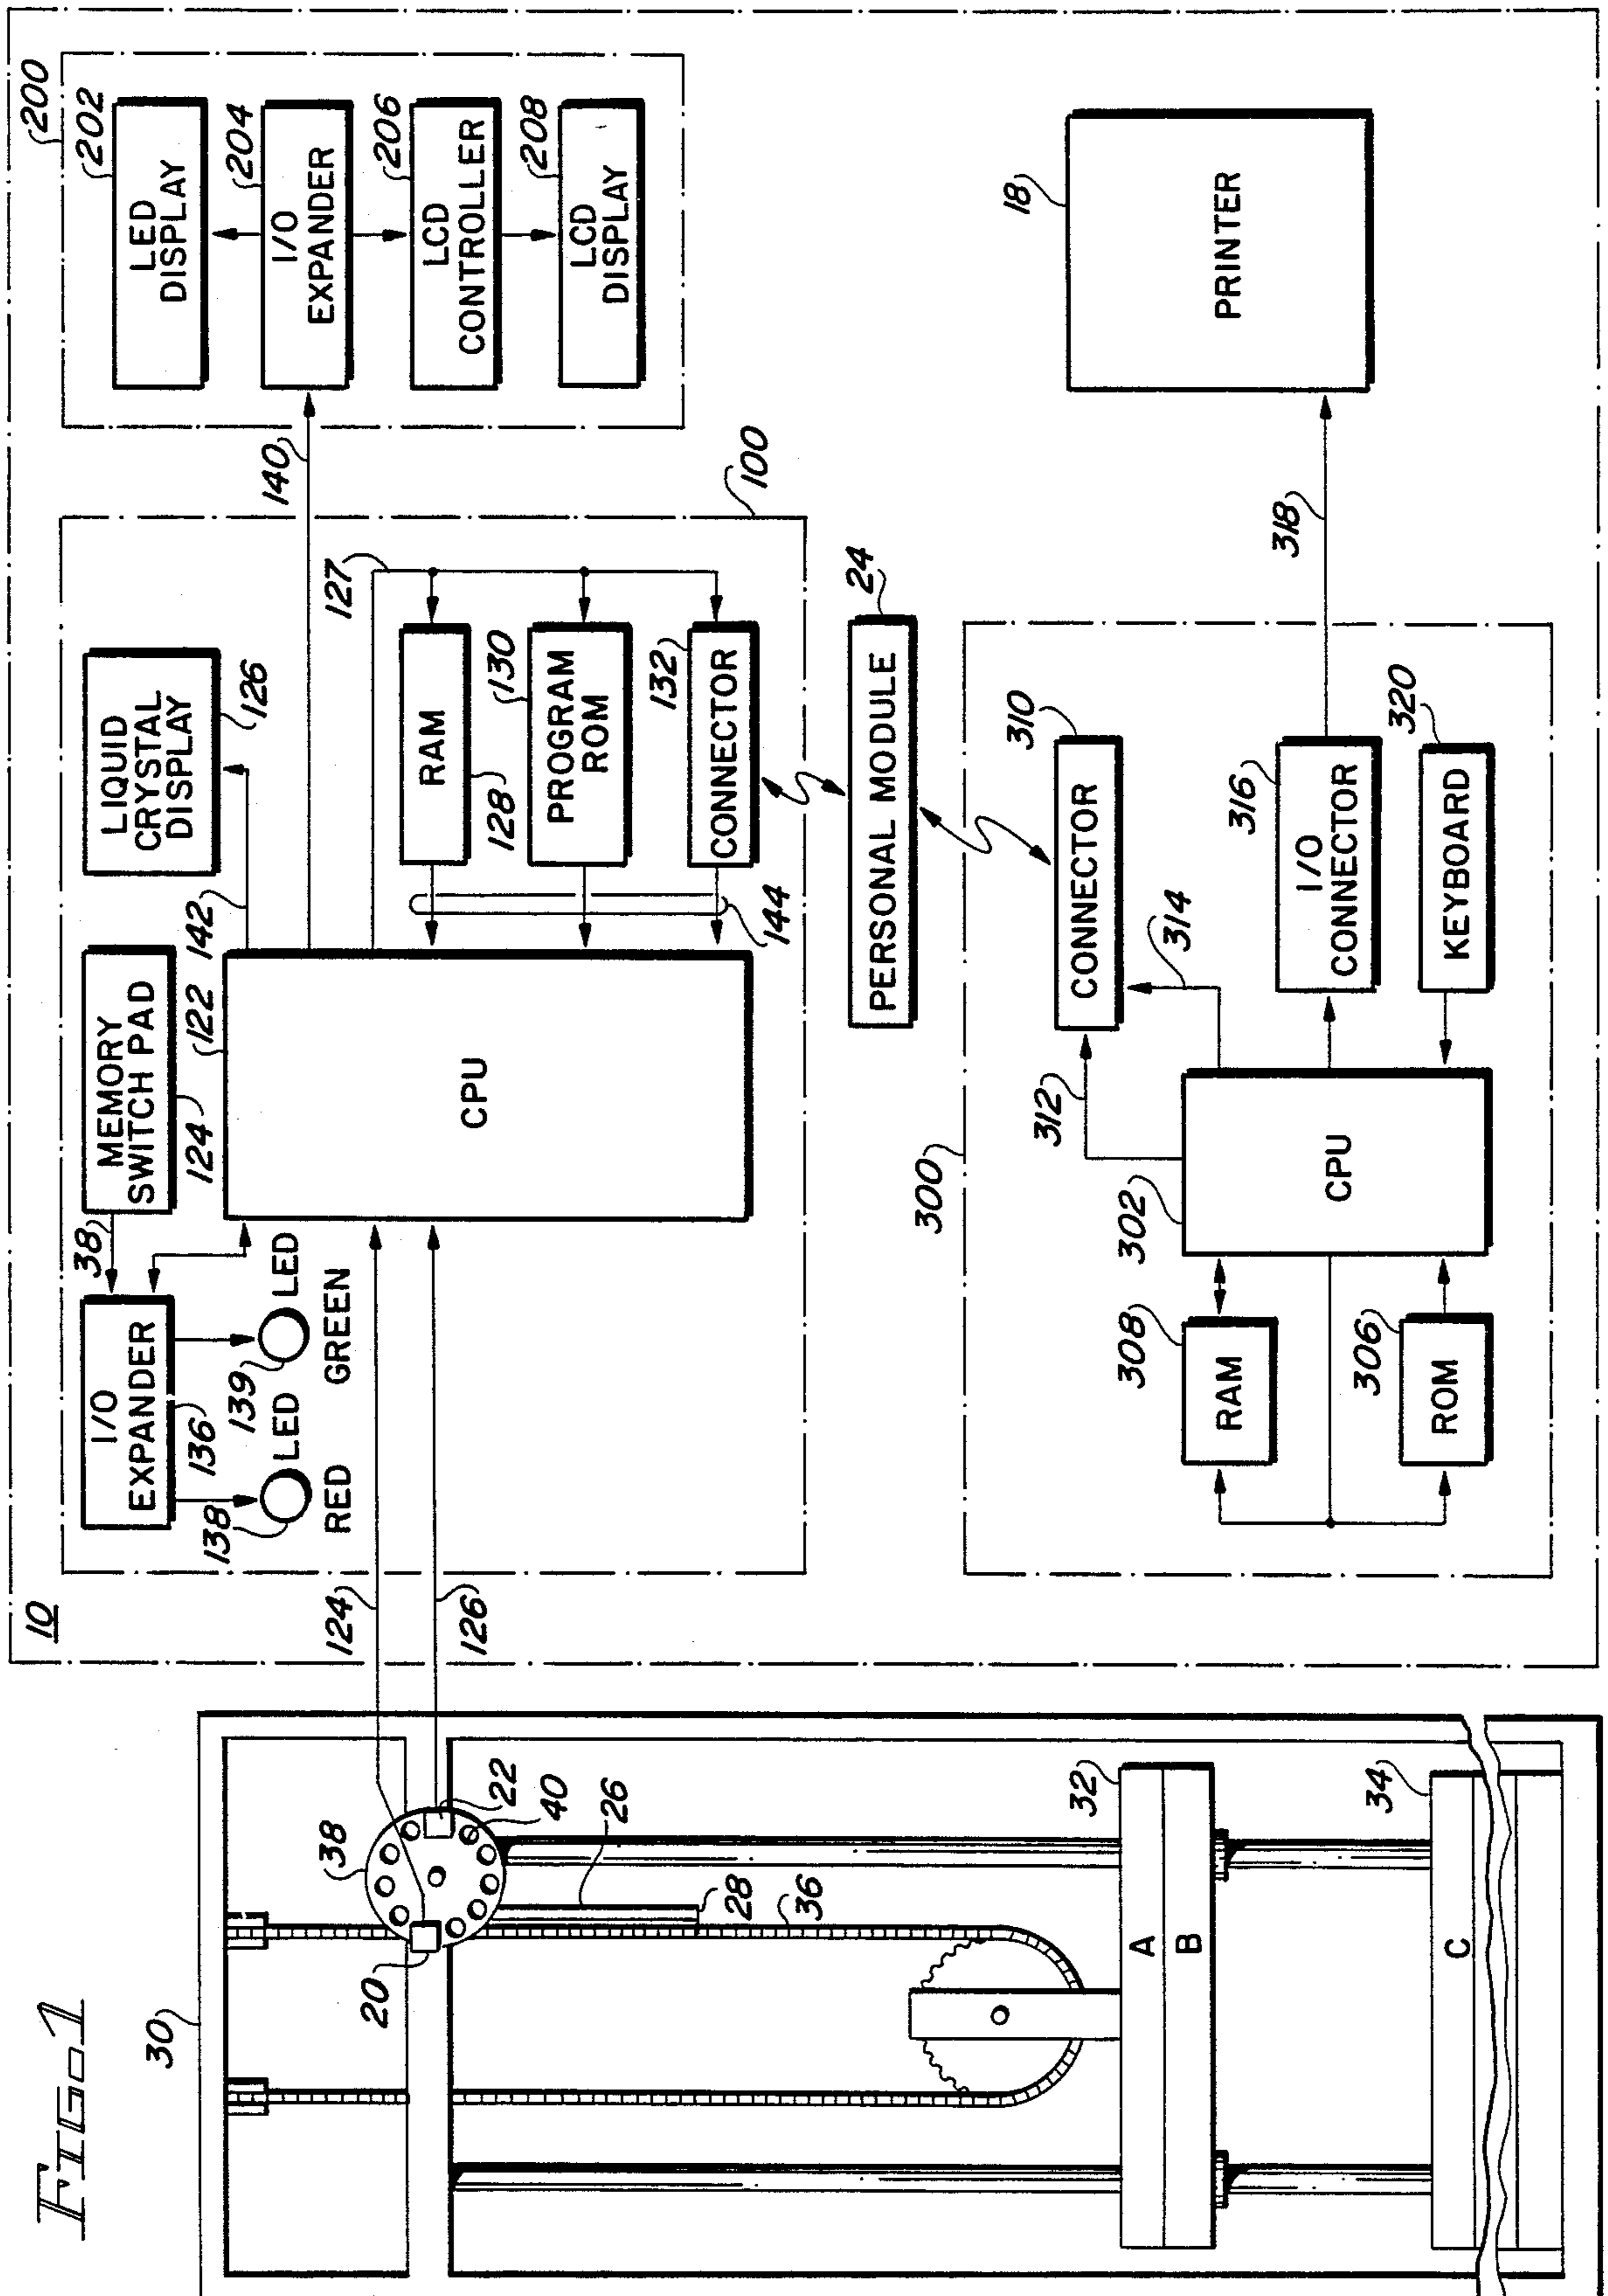 FIG.1
10
30
38
20
22
40
26
28
36
32
A
B
34
C
124
126
I/O
EXPANDER
136
38
MEMORY
SWITCH PAD
124
138
LED
RED
139
LED
GREEN
122
CPU
142
LIQUID
CRYSTAL
DISPLAY
126
140
127
RAM
128
PROGRAM
ROM
130
CONNECTOR
132
144
100
200
LED
DISPLAY
202
I/O
EXPANDER
204
LCD
CONTROLLER
206
LCD
DISPLAY
208
PERSONAL MODULE
24
300
RAM
308
ROM
306
302
CPU
312
314
CONNECTOR
310
I/O
CONNECTOR
316
KEYBOARD
320
318
PRINTER
18